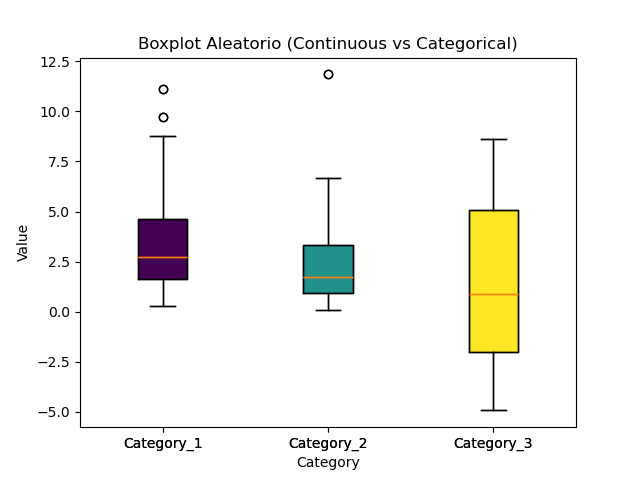 Boxplot Aleatorio (Continuous vs Categorical)
12.5
10.0
7.5
5.0
2.5
0.0
−2.5
−5.0
Value
Category_1 Category_2 Category_3
Category